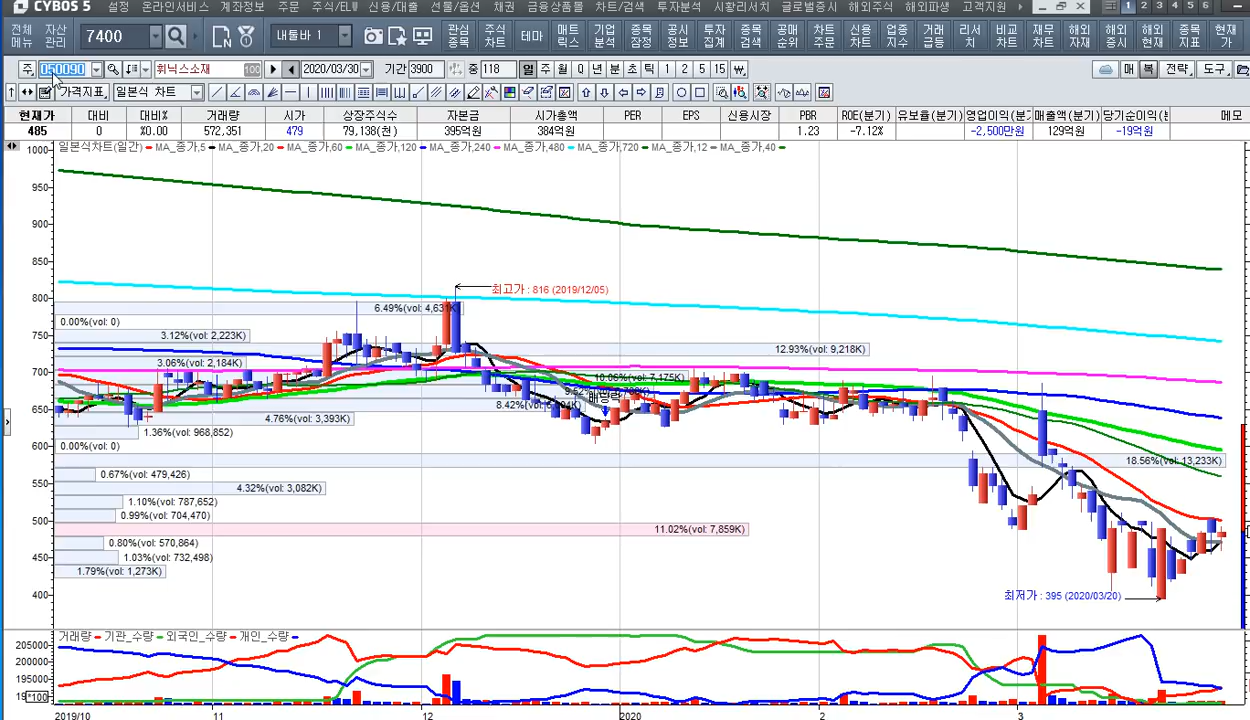 CYBOS 5 설정 온라인서비스 계좌정보 주문 주식/ELW 신용/대출 선물/옵션 채권 금융상품몰 차트/검색 투자분석 시황리서치 글로벌증시 해외주식 해외파생 고객지원 1 2 3 4 5 6
전체메뉴 자산관리 7400 내툴바 1 관심종목 주식차트 테마 매트릭스 기업분석 종목잠정 공시정보 투자집계 종목검색 공매순위 차트주문 신용차트 업종지수 거래급등 리서치 비교차트 재무차트 해외자재 해외증시 해외현재 종목지표 현재가
주 050090 휘닉스소재 100 2020/03/30 기간 3900 중 118 일 주 월 Q 년 분 초 틱 1 2 3 5 15 매 복 전략 도구
가격지표 일본식 차트
현재가 대비 대비% 거래량 시가 상장주식수 자본금 시가총액 PER EPS 신용시장 PBR ROE(분기) 유보율(분기) 영업이익(분 매출액(분기) 당기순이익(분 메모
485 0 %0.00 572,351 479 79,138(천) 395억원 384억원 1.23 -7.12% -2,500만원 129억원 -19억원
일본식차트(일간) MA_종가,5 MA_종가,20 MA_종가,60 MA_종가,120 MA_종가,240 MA_종가,480 MA_종가,720 MA_종가,12 MA_종가,40
1000
950
900
850
최고가 : 816 (2019/12/05)
800
6.49%(vol: 4,631K)
0.00%(vol: 0)
750
3.12%(vol: 2,223K)
12.93%(vol: 9,218K)
3.06%(vol: 2,184K)
700
10.06%(vol: 7,175K)
650
8.42%
4.76%(vol: 3,393K)
1.36%(vol: 968,852)
600
0.00%(vol: 0)
18.56%(vol: 13,233K)
0.67%(vol: 479,426)
550
4.32%(vol: 3,082K)
1.10%(vol: 787,652)
0.99%(vol: 704,470)
500
11.02%(vol: 7,859K)
0.80%(vol: 570,864)
450
1.03%(vol: 732,498)
1.79%(vol: 1,273K)
400
최저가 : 395 (2020/03/20)
거래량 기관_수량 외국인_수량 개인_수량
205000
200000
195000
19 *100
2019/10 11 12 2020 2 3